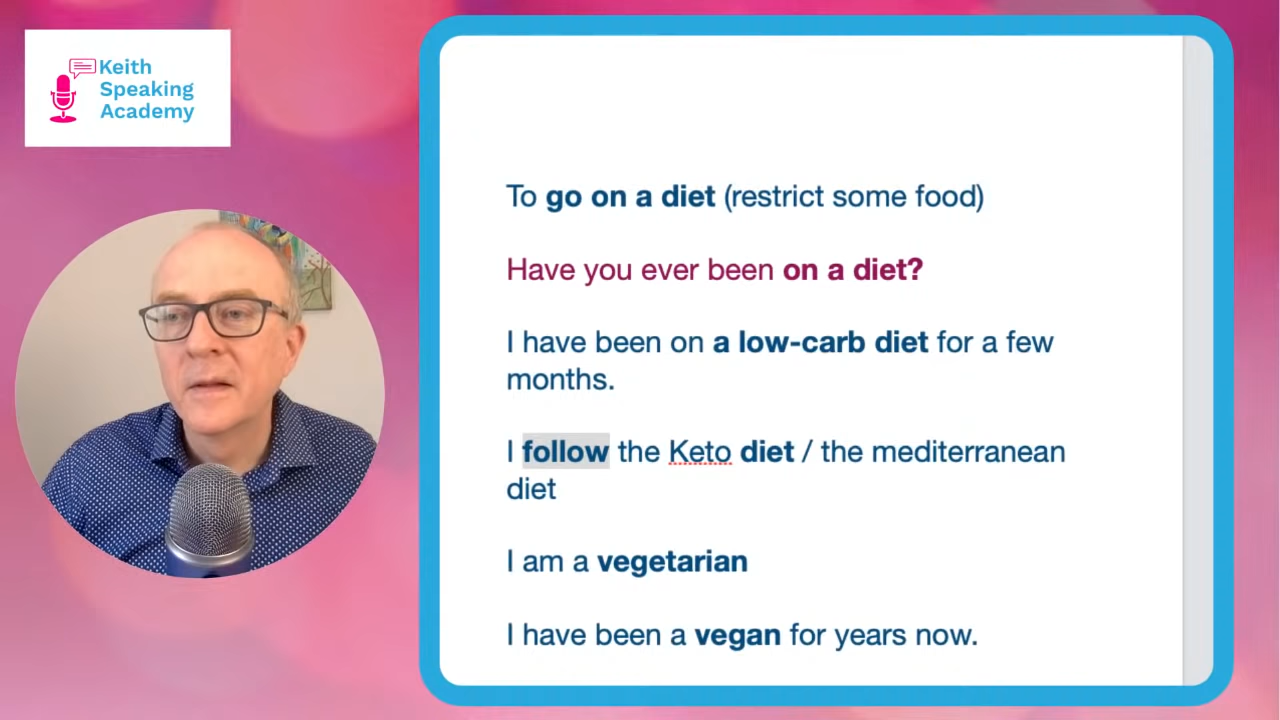 Keith
Speaking
Academy
To go on a diet (restrict some food)
Have you ever been on a diet?
I have been on a low-carb diet for a few
months.
I follow the Keto diet / the mediterranean
diet
I am a vegetarian
I have been a vegan for years now.